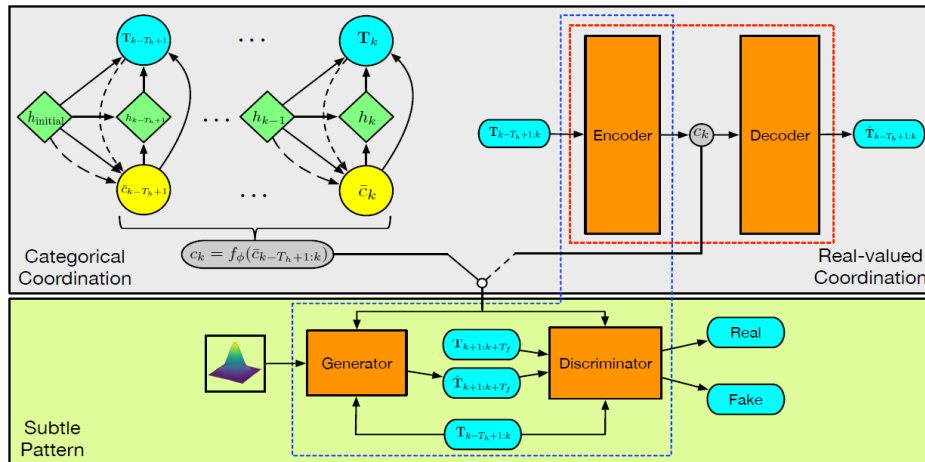 T_{k−T_h+1} ... T_k
h_{initial} h_{k−T_h+1} ... h_{k−1} h_k
c̄_{k−T_h+1} ... c̄_k
c_k = f_ϕ(c̄_{k−T_h+1:k})
Categorical
Coordination
T_{k−T_h+1:k} Encoder c_k Decoder T̂_{k−T_h+1:k}
Real-valued
Coordination
Generator
T_{k+1:k+T_f}
T̂_{k+1:k+T_f}
Discriminator
Real
Fake
T_{k−T_h+1:k}
Subtle
Pattern